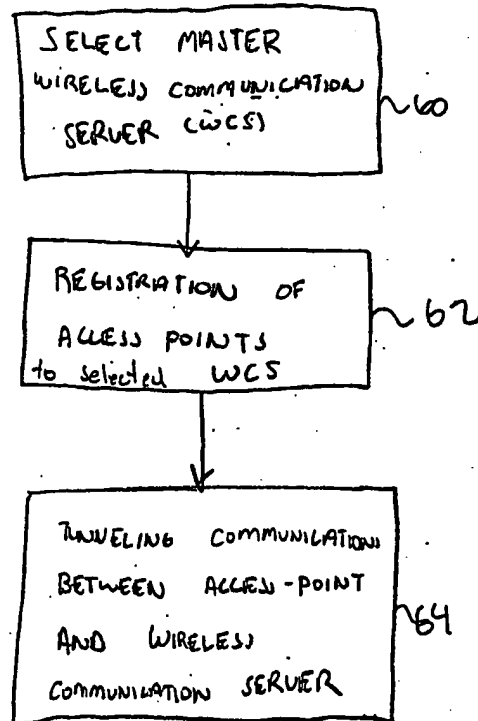 SELECT MASTER
WIRELESS COMMUNICATION
SERVER (WCS)
60
REGISTRIATION OF
ACCESS POINTS
to selected WCS
62
TUNNELING COMMUNICATIONS
BETWEEN ACCESS-POINT
AND WIRELESS
COMMUNICATION SERVER
64